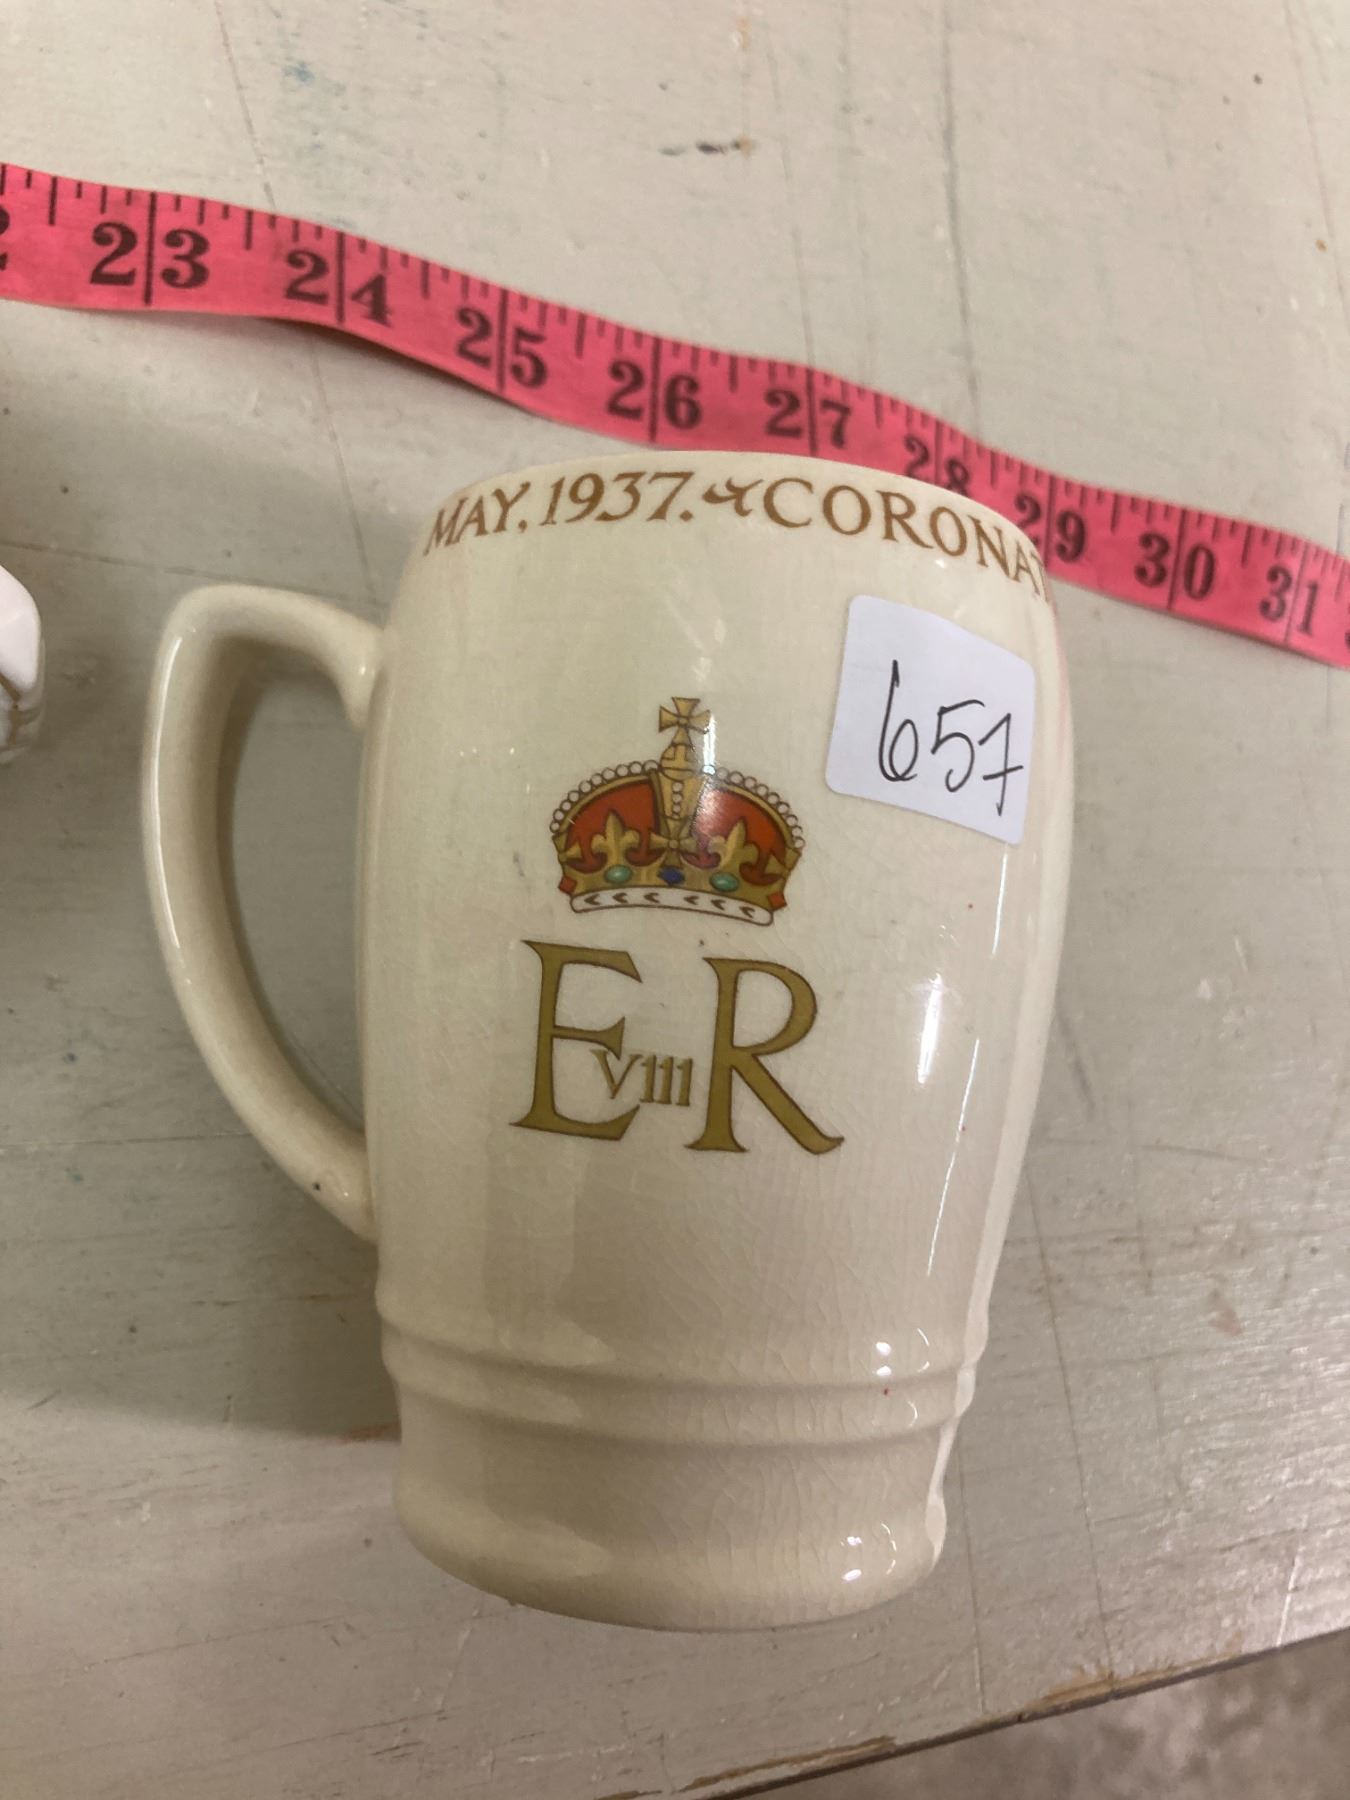 23 24 25 26 27 28 29 30 31
MAY, 1937. CORONAT
657
E VIII R